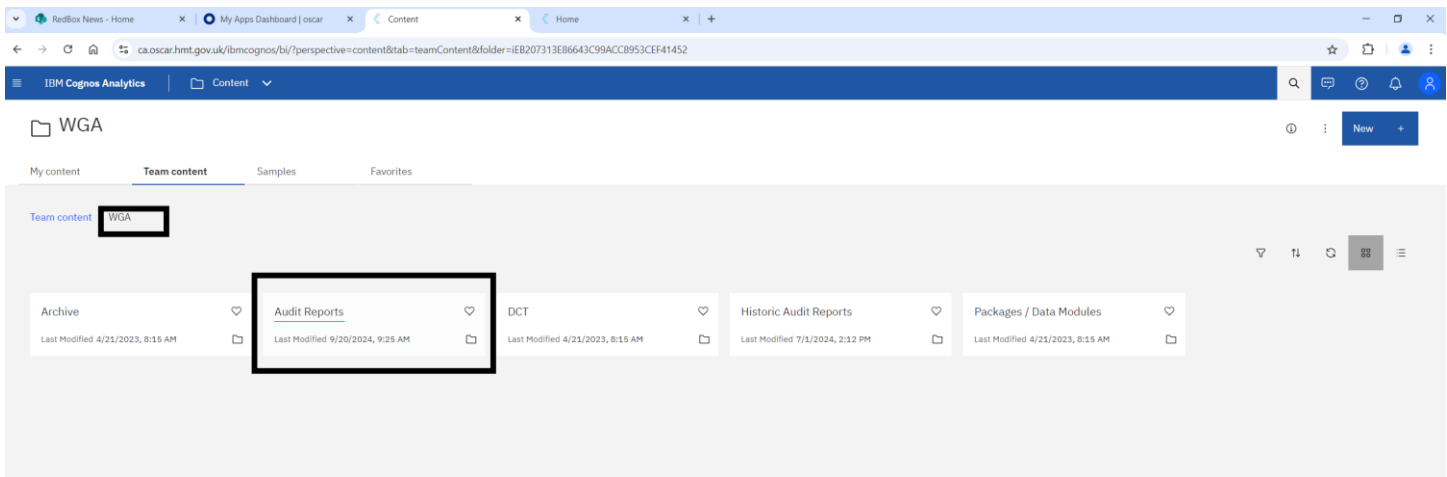 RedBox News - Home
My Apps Dashboard | oscar
Content
Home
ca.oscar.hmt.gov.uk/ibmcognos/bi/?perspective=content&tab=teamContent&folder=iEB207313E86643C99ACC8953CEF41452
IBM Cognos Analytics
Content
WGA
New +
My content
Team content
Samples
Favorites
Team content
WGA
Archive
Last Modified 4/21/2023, 8:15 AM
Audit Reports
Last Modified 9/20/2024, 9:25 AM
DCT
Last Modified 4/21/2023, 8:15 AM
Historic Audit Reports
Last Modified 7/1/2024, 2:12 PM
Packages / Data Modules
Last Modified 4/21/2023, 8:15 AM